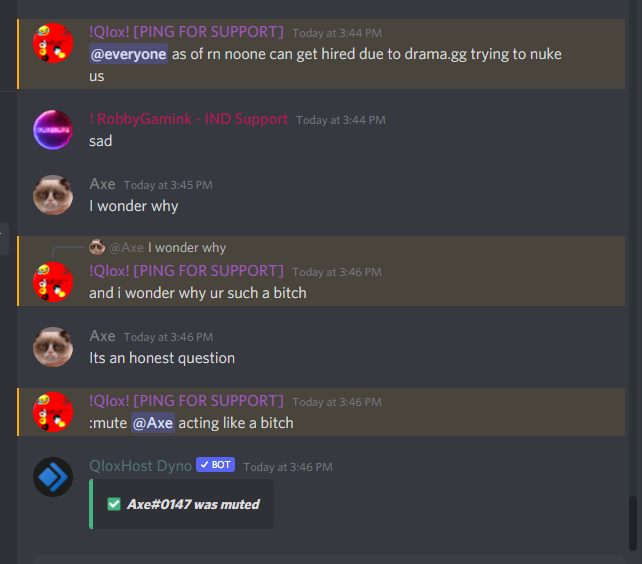 !Qlox! [PING FOR SUPPORT] Today at 3:44 PM
@everyone as of rn noone can get hired due to drama.gg trying to nuke
us
! RobbyGamink - IND Support Today at 3:44 PM
sad
Axe Today at 3:45 PM
I wonder why
@Axe I wonder why
!Qlox! [PING FOR SUPPORT] Today at 3:46 PM
and i wonder why ur such a bitch
Axe Today at 3:46 PM
Its an honest question
!Qlox! [PING FOR SUPPORT] Today at 3:46 PM
:mute @Axe acting like a bitch
QloxHost Dyno ✓ BOT Today at 3:46 PM
✅ Axe#0147 was muted